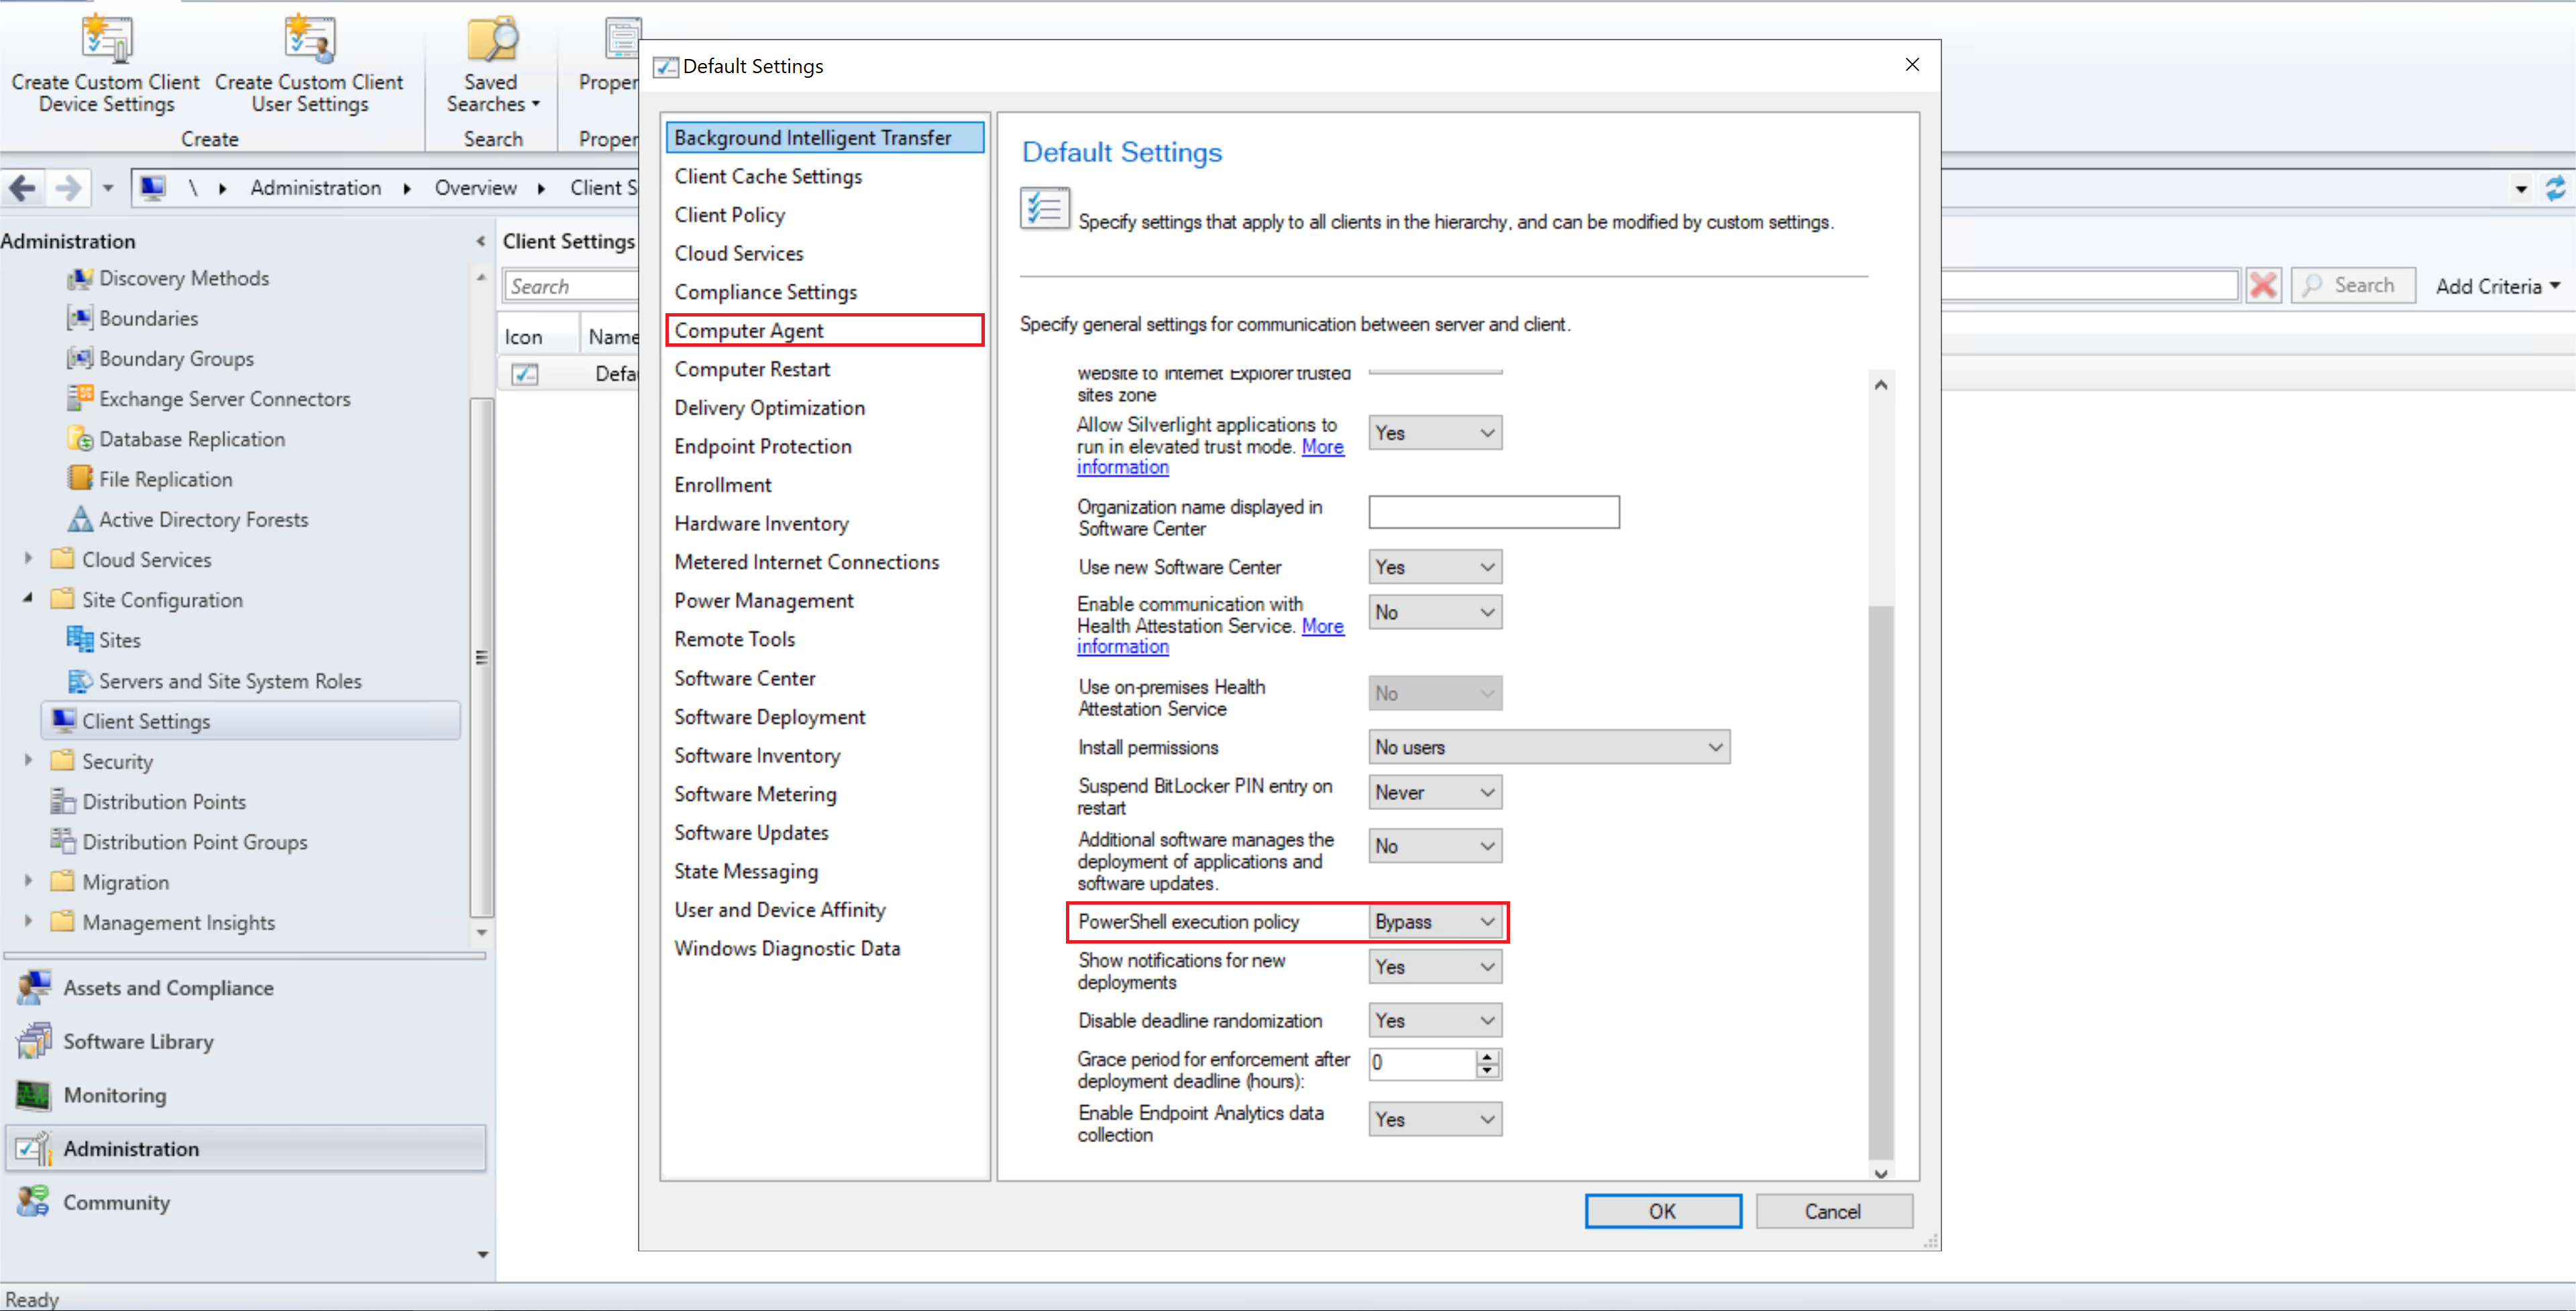 Create Custom Client
Device Settings
Create Custom Client
User Settings
Create
Saved
Searches
Search
Proper
Proper
\ Administration Overview Client S
Administration
Discovery Methods
Boundaries
Boundary Groups
Exchange Server Connectors
Database Replication
File Replication
Active Directory Forests
Cloud Services
Site Configuration
Sites
Servers and Site System Roles
Client Settings
Security
Distribution Points
Distribution Point Groups
Migration
Management Insights
Assets and Compliance
Software Library
Monitoring
Administration
Community
Ready
Client Settings
Search
Icon Name
Defau
Search
Add Criteria
Default Settings
Background Intelligent Transfer
Client Cache Settings
Client Policy
Cloud Services
Compliance Settings
Computer Agent
Computer Restart
Delivery Optimization
Endpoint Protection
Enrollment
Hardware Inventory
Metered Internet Connections
Power Management
Remote Tools
Software Center
Software Deployment
Software Inventory
Software Metering
Software Updates
State Messaging
User and Device Affinity
Windows Diagnostic Data
Default Settings
Specify settings that apply to all clients in the hierarchy, and can be modified by custom settings.
Specify general settings for communication between server and client.
website to Internet Explorer trusted
sites zone
Allow Silverlight applications to
run in elevated trust mode. More
information
Yes
Organization name displayed in
Software Center
Use new Software Center
Yes
Enable communication with
Health Attestation Service. More
information
No
Use on-premises Health
Attestation Service
No
Install permissions
No users
Suspend BitLocker PIN entry on
restart
Never
Additional software manages the
deployment of applications and
software updates.
No
PowerShell execution policy
Bypass
Show notifications for new
deployments
Yes
Disable deadline randomization
Yes
Grace period for enforcement after
deployment deadline (hours):
0
Enable Endpoint Analytics data
collection
Yes
OK
Cancel